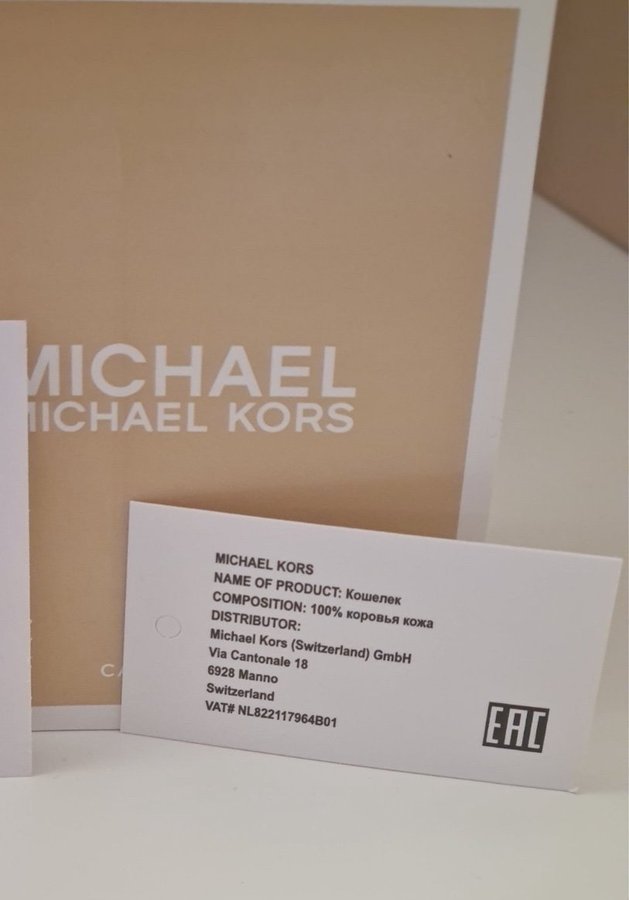 MICHAEL
MICHAEL KORS
MICHAEL KORS
NAME OF PRODUCT: Кошелек
COMPOSITION: 100% коровья кожа
DISTRIBUTOR:
Michael Kors (Switzerland) GmbH
Via Cantonale 18
6928 Manno
Switzerland
VAT# NL822117964B01
EAC